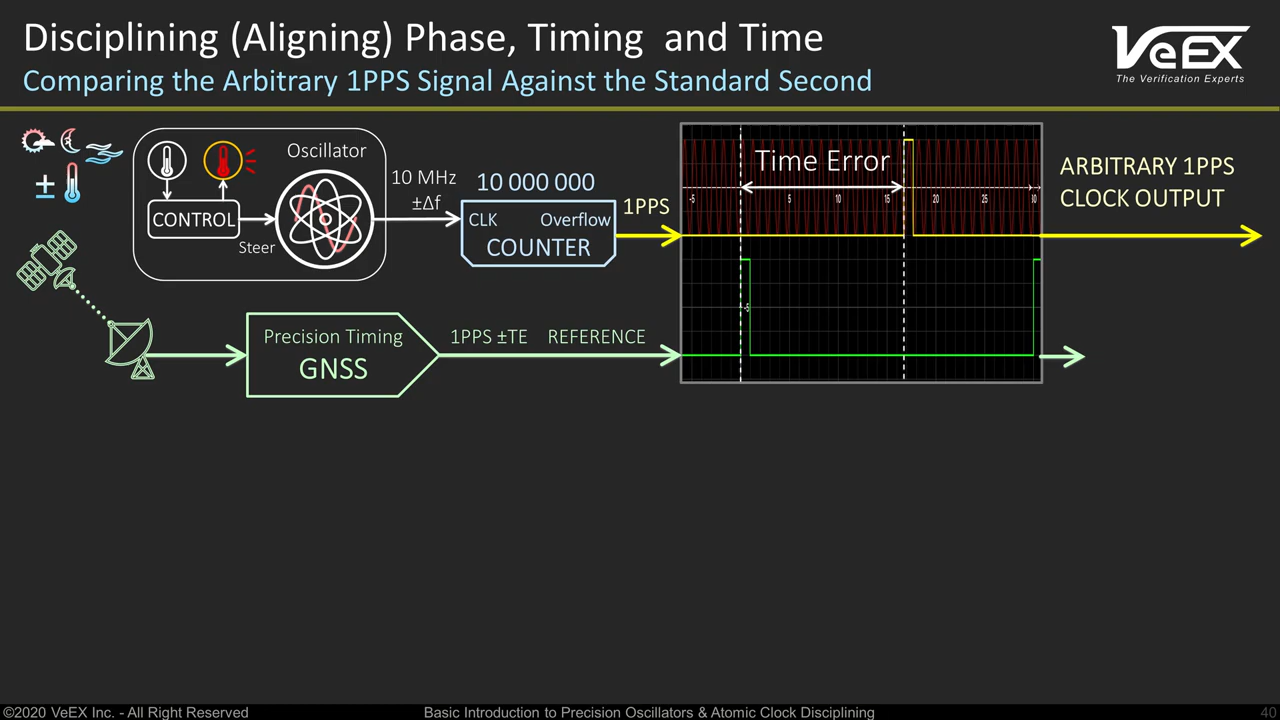 Disciplining (Aligning) Phase, Timing and Time
Comparing the Arbitrary 1PPS Signal Against the Standard Second
VeEX
The Verification Experts
±
CONTROL
Steer
Oscillator
10 MHz
±Δf
10 000 000
CLK Overflow
COUNTER
1PPS
Time Error
-5 5 10 15 20 25 30
ARBITRARY 1PPS
CLOCK OUTPUT
Precision Timing
GNSS
1PPS ±TE REFERENCE
©2020 VeEX Inc. - All Right Reserved
Basic Introduction to Precision Oscillators & Atomic Clock Disciplining
40